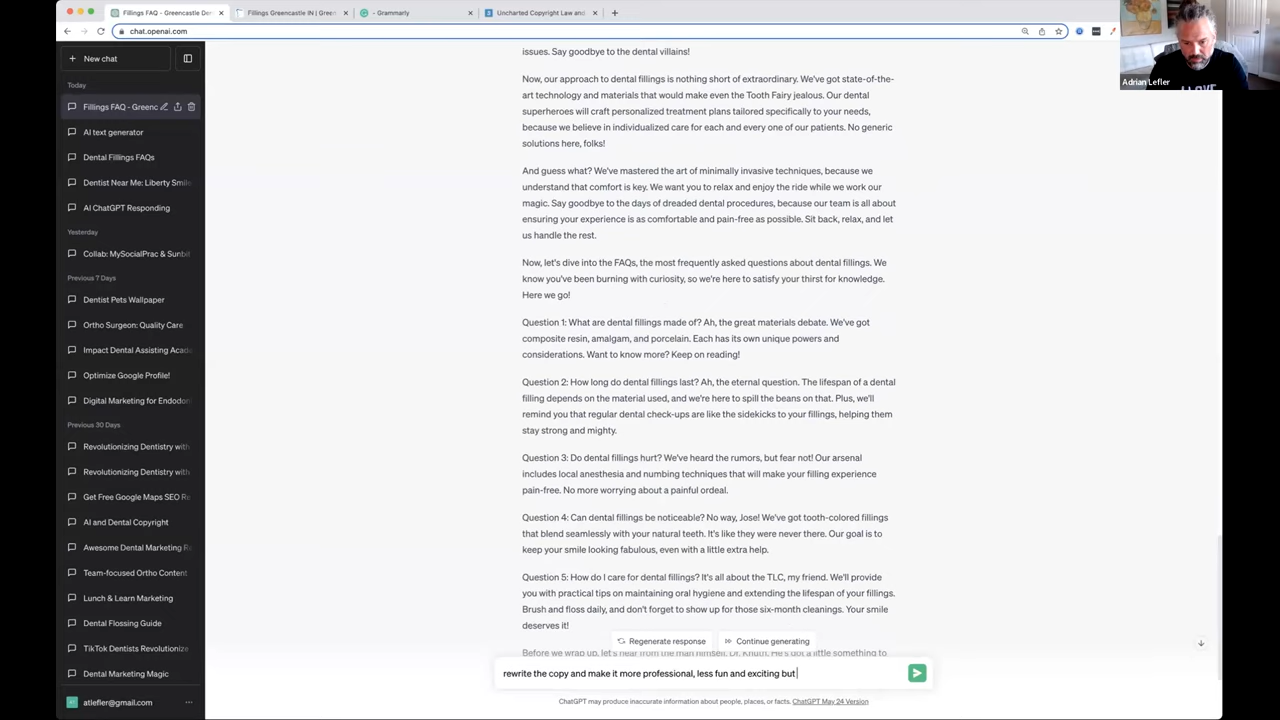 Fillings FAQ - Greencastle De
Fillings Greencastle IN | Green
- Grammarly
Uncharted Copyright Law and
chat.openai.com
New chat
Today
Fillings FAQ - Greenc
AI text generator
Dental Fillings FAQs
Dentist Near Me: Liberty Smile
AI ChatGPT Responding
Yesterday
Collab: MySocialPrac & Sunbit
Previous 7 Days
Dentist Pets Wallpaper
Ortho Surgeon: Quality Care
Impact Dental Assisting Acad
Optimize Google Profile!
Digital Marketing for Endodon
Previous 30 Days
Revolutionizing Dentistry with
Revolutionizing Dentistry with
Get Free Google Maps SEO Re
AI and Dental Copyright
Awesome Dental Marketing R
Team-focused Ortho Content
Lunch & Learn Marketing
Dental Flossing Guide
TikTok Dentists Revolutionize
Dental Marketing Magic
atlefler@gmail.com
issues. Say goodbye to the dental villains!
Now, our approach to dental fillings is nothing short of extraordinary. We've got state-of-the-
art technology and materials that would make even the Tooth Fairy jealous. Our dental
superheroes will craft personalized treatment plans tailored specifically to your needs,
because we believe in individualized care for each and every one of our patients. No generic
solutions here, folks!
And guess what? We've mastered the art of minimally invasive techniques, because we
understand that comfort is key. We want you to relax and enjoy the ride while we work our
magic. Say goodbye to the days of dreaded dental procedures, because our team is all about
ensuring your experience is as comfortable and pain-free as possible. Sit back, relax, and let
us handle the rest.
Now, let's dive into the FAQs, the most frequently asked questions about dental fillings. We
know you've been burning with curiosity, so we're here to satisfy your thirst for knowledge.
Here we go!
Question 1: What are dental fillings made of? Ah, the great materials debate. We've got
composite resin, amalgam, and porcelain. Each has its own unique powers and
considerations. Want to know more? Keep on reading!
Question 2: How long do dental fillings last? Ah, the eternal question. The lifespan of a dental
filling depends on the material used, and we're here to spill the beans on that. Plus, we'll
remind you that regular dental check-ups are like the sidekicks to your fillings, helping them
stay strong and mighty.
Question 3: Do dental fillings hurt? We've heard the rumors, but fear not! Our arsenal
includes local anesthesia and numbing techniques that will make your filling experience
pain-free. No more worrying about a painful ordeal.
Question 4: Can dental fillings be noticeable? No way, Jose! We've got tooth-colored fillings
that blend seamlessly with your natural teeth. It's like they were never there. Our goal is to
keep your smile looking fabulous, even with a little extra help.
Question 5: How do I care for dental fillings? It's all about the TLC, my friend. We'll provide
you with practical tips on maintaining oral hygiene and extending the lifespan of your fillings.
Brush and floss daily, and don't forget to show up for those six-month cleanings. Your smile
deserves it!
Regenerate response
Continue generating
Before we wrap up, let's hear from the man himself, Dr. Knuth. He's got a little something to
rewrite the copy and make it more professional, less fun and exciting but
ChatGPT may produce inaccurate information about people, places, or facts. ChatGPT May 24 Version
Adrian Lefler